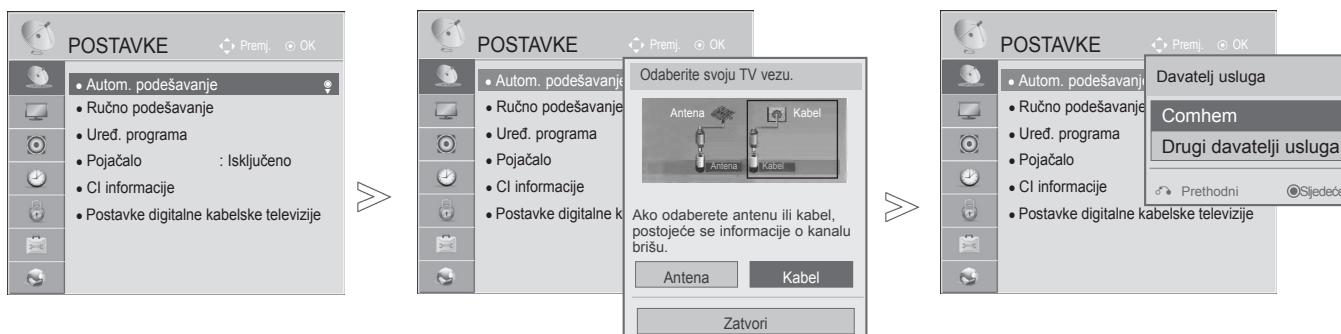 POSTAVKE
Premj. OK
• Autom. podešavanje
• Ručno podešavanje
• Uređ. programa
• Pojačalo : Isključeno
• CI informacije
• Postavke digitalne kabelske televizije
POSTAVKE
Premj. OK
• Autom. podešavanje
• Ručno podešavanje
• Uređ. programa
• Pojačalo
• CI informacije
• Postavke digitalne k
Odaberite svoju TV vezu.
Antena Kabel
Antena Kabel
Ako odaberete antenu ili kabel,
postojeće se informacije o kanalu
brišu.
Antena Kabel
Zatvori
POSTAVKE
Premj. OK
• Autom. podešavanje
• Ručno podešavanje
• Uređ. programa
• Pojačalo
• CI informacije
• Postavke digitalne kabelske televizije
Davatelj usluga
Comhem
Drugi davatelji usluga
Prethodni Sljedeće